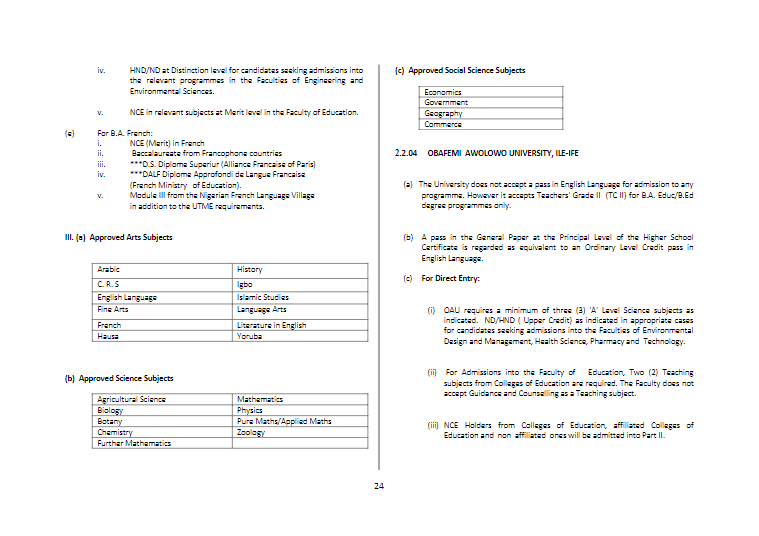 iv. HND/ND at Distinction level for candidates seeking admissions into
the relevant programmes in the Faculties of Engineering and
Environmental Sciences.
v. NCE in relevant subjects at Merit level in the Faculty of Education.
(e) For B.A. French:
i. NCE (Merit) in French
ii. Baccalaureate from Francophone countries
iii. ***D.S. Diplome Superiur (Alliance Francaise of Paris)
iv. ***DALF Diplome Approfondi de Langue Francaise
(French Ministry of Education).
v. Module III from the Nigerian French Language Village
in addition to the UTME requirements.
III. (a) Approved Arts Subjects
Arabic History
C. R. S Igbo
English Language Islamic Studies
Fine Arts Language Arts
French Literature in English
Hausa Yoruba
(b) Approved Science Subjects
Agricultural Science Mathematics
Biology Physics
Botany Pure Maths/Applied Maths
Chemistry Zoology
Further Mathematics
(c) Approved Social Science Subjects
Economics
Government
Geography
Commerce
2.2.04 OBAFEMI AWOLOWO UNIVERSITY, ILE-IFE
(a) The University does not accept a pass in English Language for admission to any
programme. However it accepts Teachers' Grade II (TC II) for B.A. Educ/B.Ed
degree programmes only.
(b) A pass in the General Paper at the Principal Level of the Higher School
Certificate is regarded as equivalent to an Ordinary Level Credit pass in
English Language.
(c) For Direct Entry:
(i) OAU requires a minimum of three (3) 'A' Level Science subjects as
indicated. ND/HND ( Upper Credit) as indicated in appropriate cases
for candidates seeking admissions into the Faculties of Environmental
Design and Management, Health Science, Pharmacy and Technology.
(ii) For Admissions into the Faculty of Education, Two (2) Teaching
subjects from Colleges of Education are required. The Faculty does not
accept Guidance and Counselling as a Teaching subject.
(iii) NCE Holders from Colleges of Education, affiliated Colleges of
Education and non affiliated ones will be admitted into Part II.
24